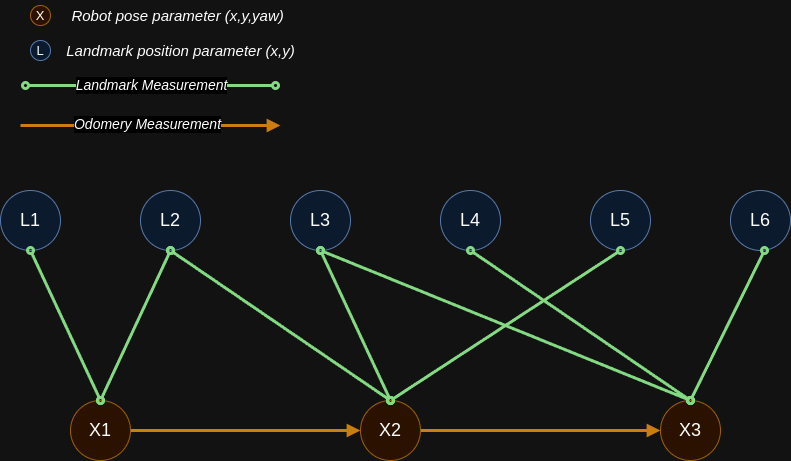 X Robot pose parameter (x,y,yaw)
L Landmark position parameter (x,y)
Landmark Measurement
Odomery Measurement
L1 L2 L3 L4 L5 L6
X1 X2 X3